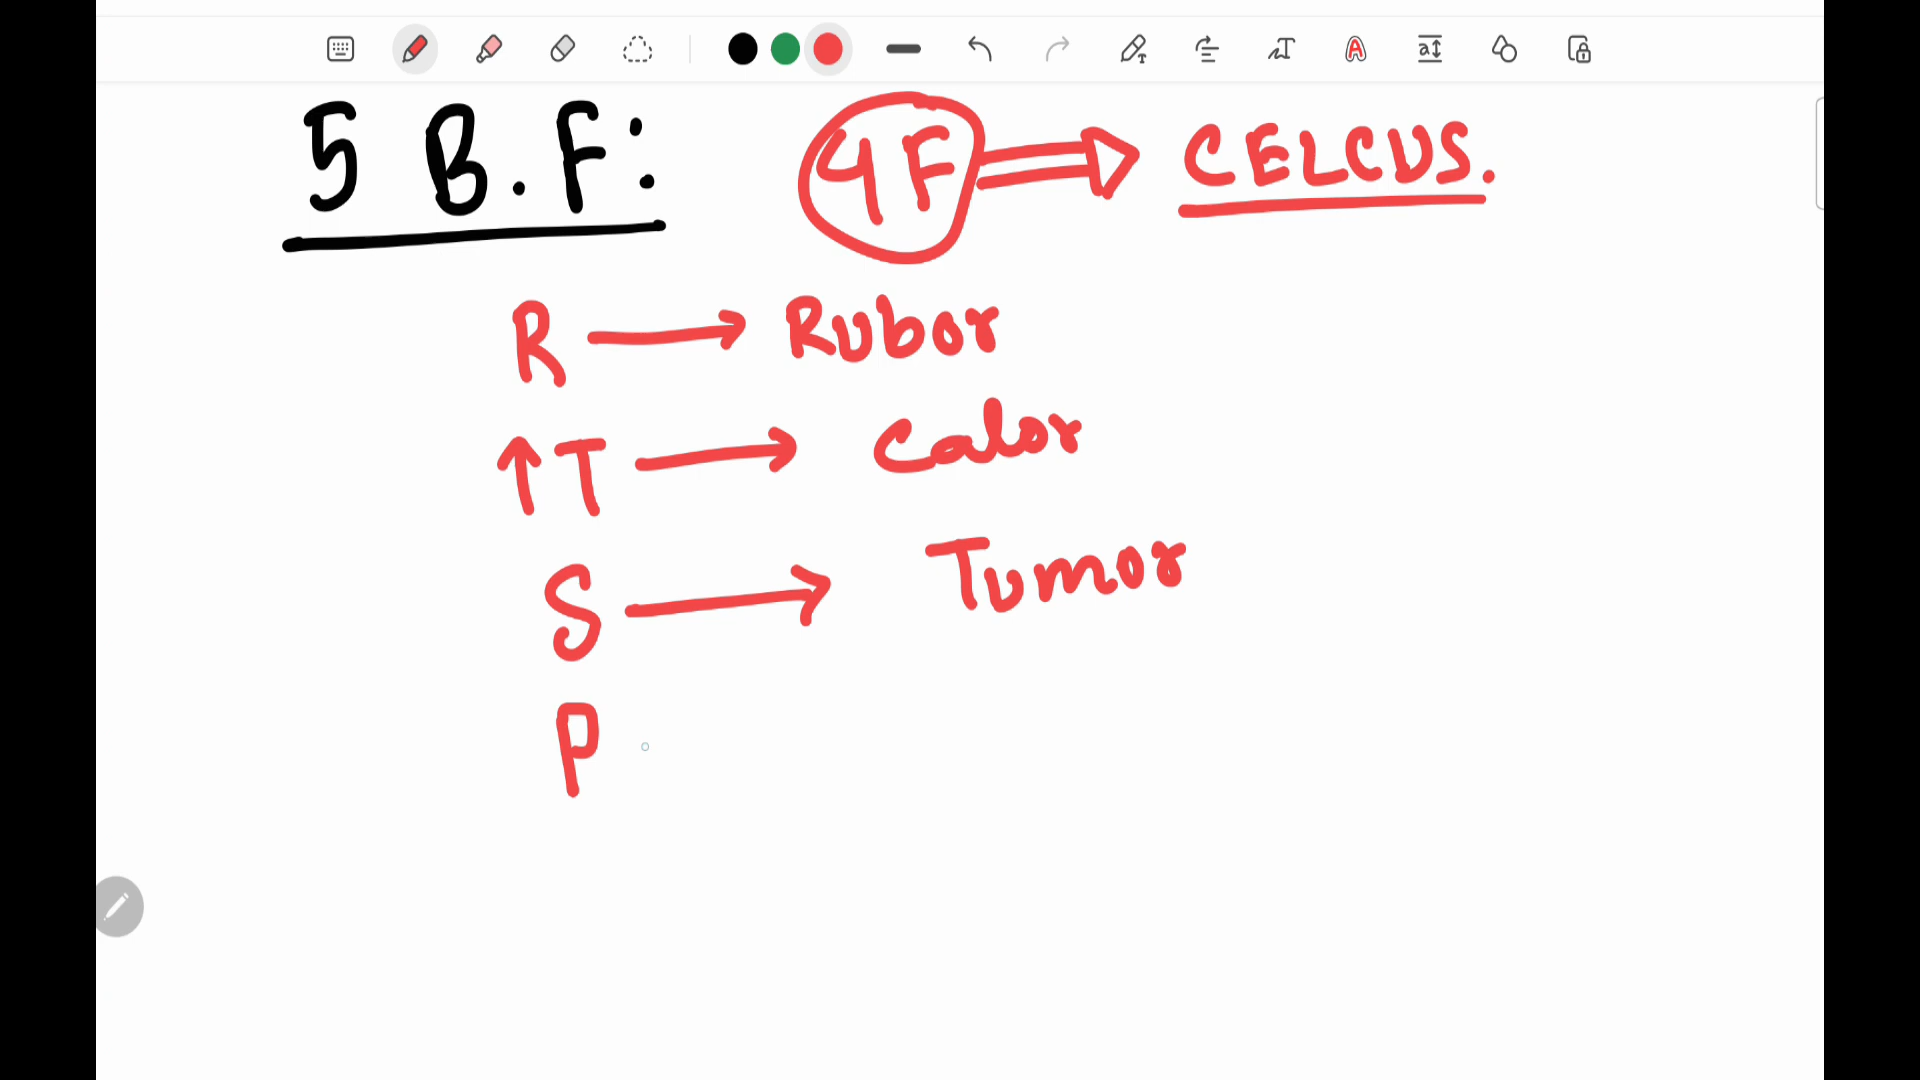 5 B.F: 4F ⇒ CELCUS.
R → Rubor
↑T → Calor
S → Tumor
P